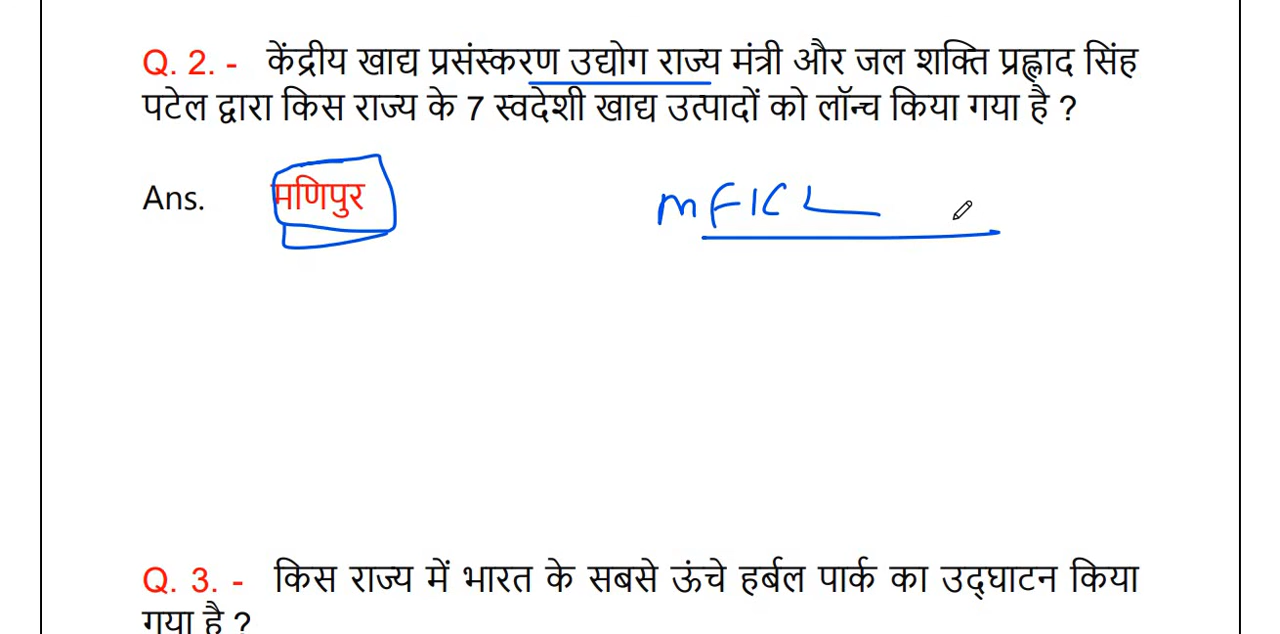 Q. 2. - केंद्रीय खाद्य प्रसंस्करण उद्योग राज्य मंत्री और जल शक्ति प्रह्लाद सिंह
पटेल द्वारा किस राज्य के 7 स्वदेशी खाद्य उत्पादों को लॉन्च किया गया है ?
Ans. मणिपुर MFICL
Q. 3. - किस राज्य में भारत के सबसे ऊंचे हर्बल पार्क का उद्घाटन किया
गया है ?